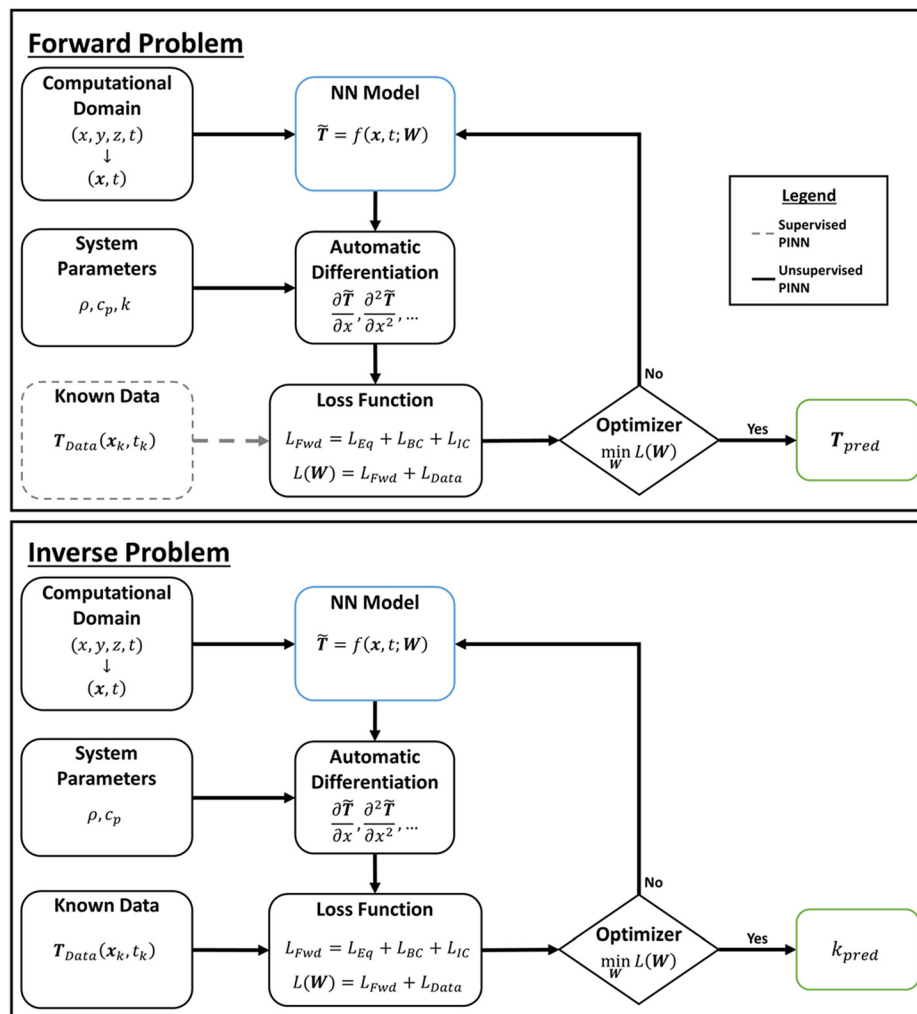 Forward Problem
Computational
Domain
(x, y, z, t)
↓
(x, t)
NN Model
T̃ = f(x, t; W)
System
Parameters
ρ, c_p, k
Automatic
Differentiation
∂T̃/∂x, ∂²T̃/∂x², ...
Known Data
T_Data(x_k, t_k)
Loss Function
L_Fwd = L_Eq + L_BC + L_IC
L(W) = L_Fwd + L_Data
Optimizer
min_W L(W)
No
Yes
T_pred
Legend
Supervised
PINN
Unsupervised
PINN
Inverse Problem
Computational
Domain
(x, y, z, t)
↓
(x, t)
NN Model
T̃ = f(x, t; W)
System
Parameters
ρ, c_p
Automatic
Differentiation
∂T̃/∂x, ∂²T̃/∂x², ...
Known Data
T_Data(x_k, t_k)
Loss Function
L_Fwd = L_Eq + L_BC + L_IC
L(W) = L_Fwd + L_Data
Optimizer
min_W L(W)
No
Yes
k_pred